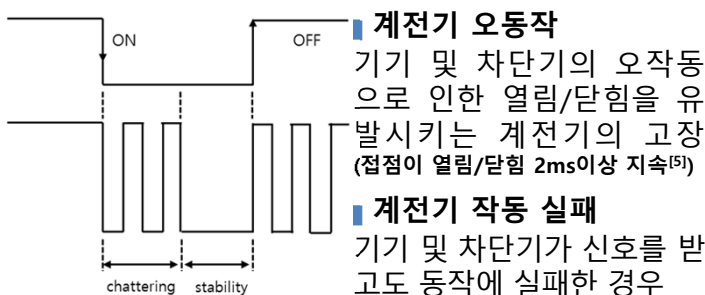 ON
OFF
chattering
stability
계전기 오동작
기기 및 차단기의 오작동
으로 인한 열림/닫힘을 유
발시키는 계전기의 고장
(접점이 열림/닫힘 2ms이상 지속[5])
계전기 작동 실패
기기 및 차단기가 신호를 받
고도 동작에 실패한 경우